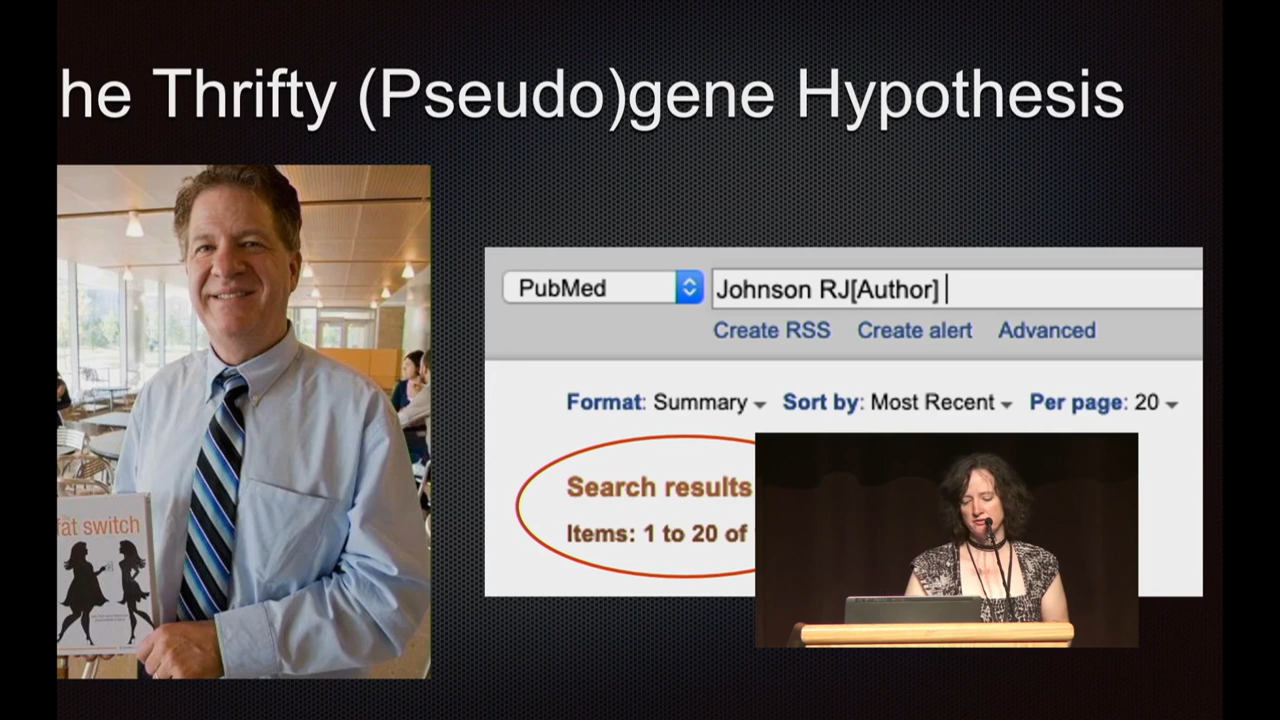 he Thrifty (Pseudo)gene Hypothesis
PubMed
Johnson RJ[Author]
Create RSS Create alert Advanced
Format: Summary Sort by: Most Recent Per page: 20
Search results
Items: 1 to 20 of
fat switch